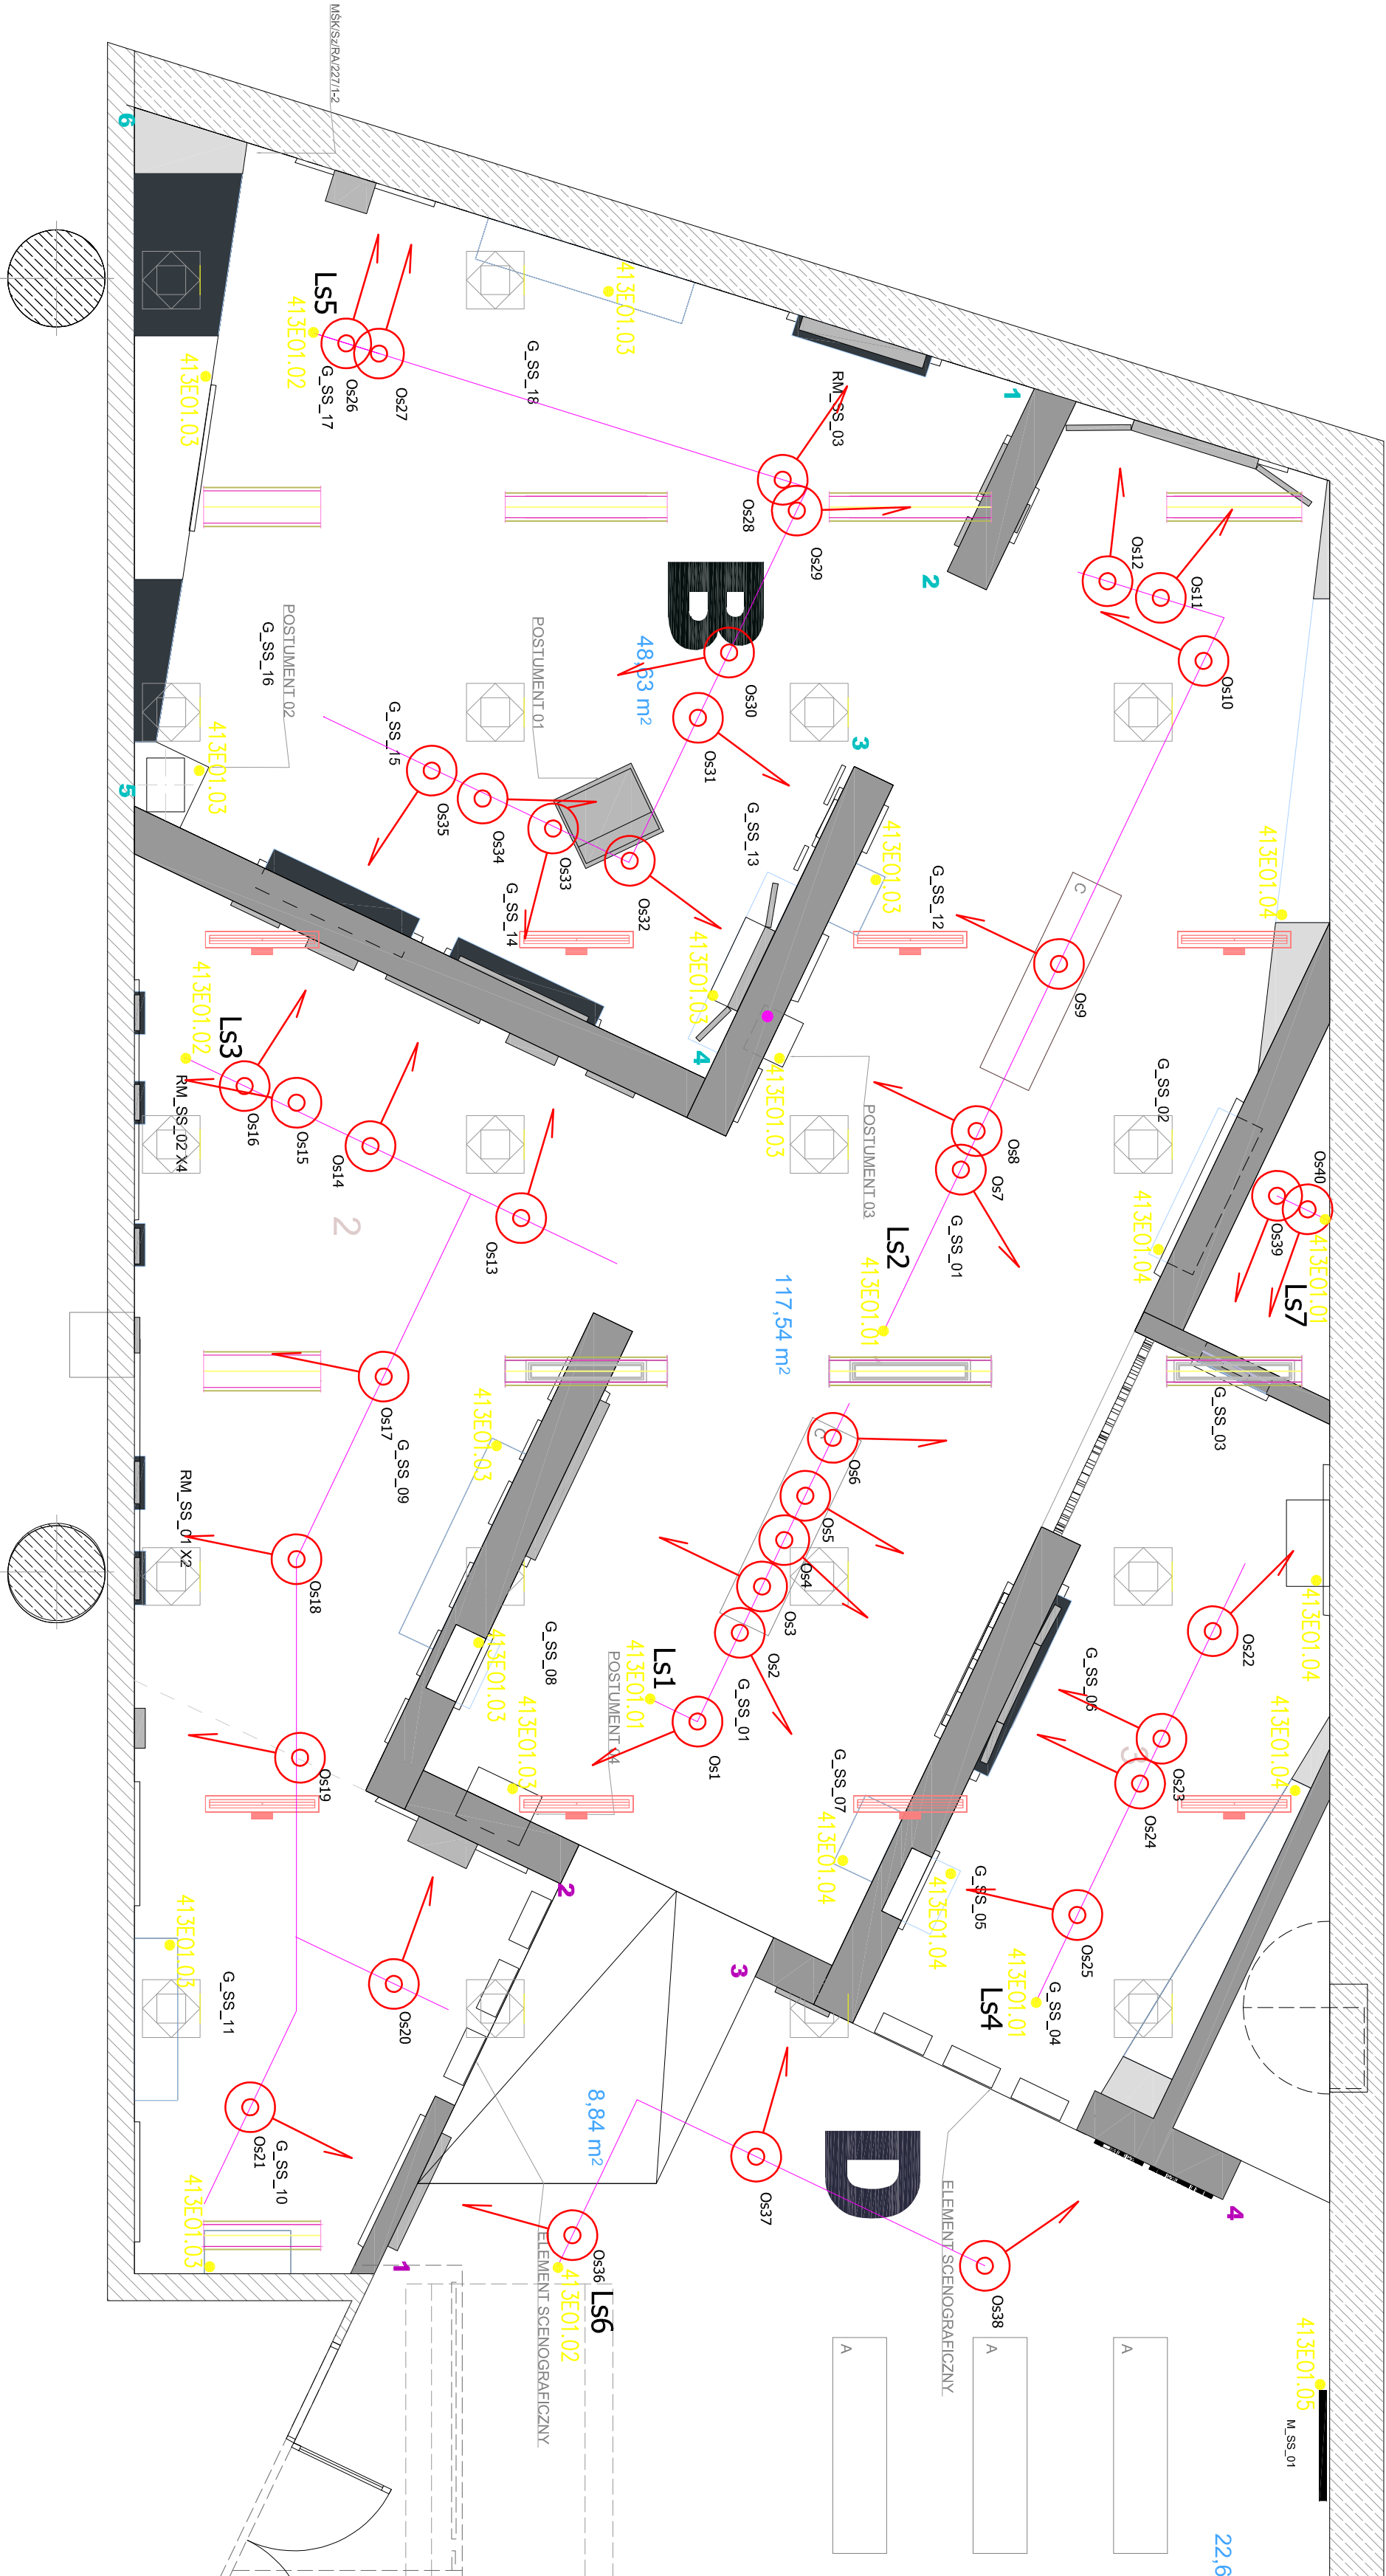 MŚK/Sz/RA/227/1-2
6
Ls5
413E01.02
413E01.03
413E01.03
Os26
Os27
G_SS_17
G_SS_18
RM_SS_03
Os28
Os29
1
2
Os12
Os11
Os10
B
48,63 m2
Os30
Os31
3
POSTUMENT 02
G_SS_16
POSTUMENT 01
G_SS_15
413E01.03
5
Os35
Os34
Os33
Os32
G_SS_14
G_SS_13
413E01.03
G_SS_12
413E01.04
C
Os9
413E01.03
4
413E01.02
Ls3
RM_SS_02 X4
Os16
Os15
Os14
Os13
2
413E01.03
POSTUMENT 03
Os8
Os7
G_SS_01
Ls2
413E01.01
G_SS_02
413E01.04
Os40
Os39
413E01.01
Ls7
117,54 m2
G_SS_03
Os17
G_SS_09
413E01.03
C
Os6
Os5
Os4
Os3
Os2
G_SS_01
Os1
RM_SS_01 X2
Os18
413E01.03
G_SS_08
POSTUMENT 04
Ls1
413E01.01
413E01.03
413E01.04
Os22
G_SS_06
3
Os23
Os24
413E01.04
Os19
G_SS_07
413E01.04
G_SS_05
413E01.04
Os25
2
3
413E01.03
G_SS_11
Os20
Ls4
413E01.01
G_SS_04
Os21
G_SS_10
413E01.03
8,84 m2
Os37
D
4
1
Os36
Ls6
413E01.02
ELEMENT SCENOGRAFICZNY
ELEMENT SCENOGRAFICZNY
Os38
A
A
A
413E01.05
M_SS_01
22,6